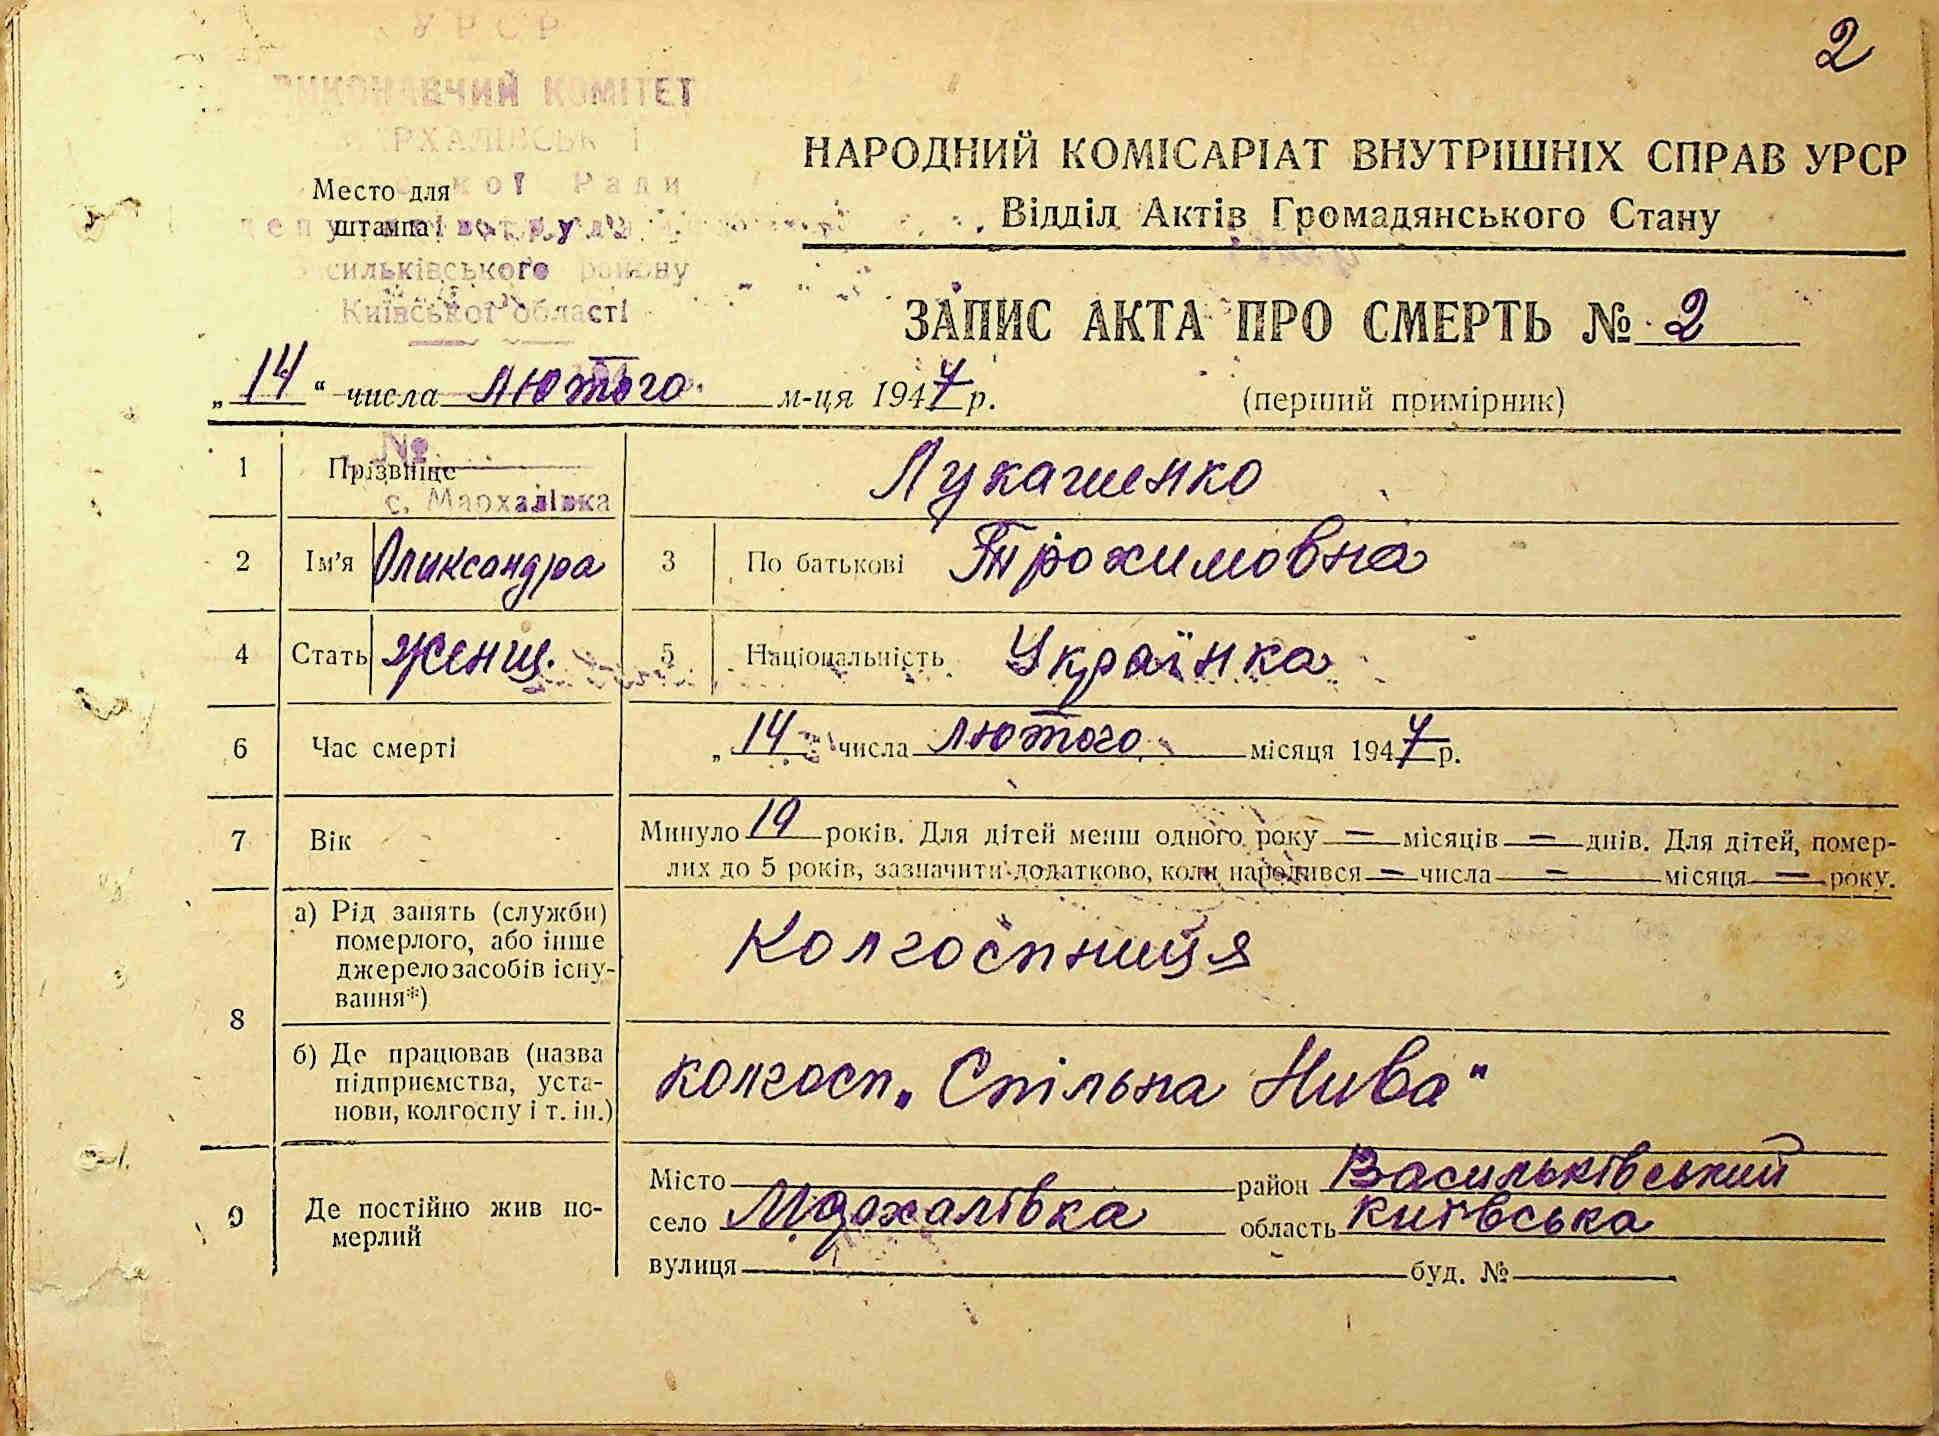 2
УРСР
ВИКОНАВЧИЙ КОМІТЕТ
МАРХАЛІВСЬКОЇ
Ради
Васильківського району
Київської області
№
с. Мархалівка
Место для
штампа
НАРОДНИЙ КОМІСАРІАТ ВНУТРІШНІХ СПРАВ УРСР
Відділ Актів Громадянського Стану
ЗАПИС АКТА ПРО СМЕРТЬ № 2
„14“ числа лютого м-ця 1947 р. (перший примірник)
1 Прізвище Лукашенко
2 Ім'я Олександра 3 По батькові Трохимовна
4 Стать женщ. 5 Національність Українка
6 Час смерті „14 числа лютого місяця 1947 р.
7 Вік Минуло 19 років. Для дітей менш одного року — місяців — днів. Для дітей, помер-
лих до 5 років, зазначити додатково, коли народився — числа — місяця — року.
8 а) Рід занять (служби)
померлого, або інше
джерело засобів існу-
вання*)
Колгоспниця
б) Де працював (назва
підприємства, уста-
нови, колгоспу і т. ін.)
колгосп „Спільна Нива“
9 Де постійно жив по-
мерлий
Місто район Васильківський
село Мархалівка область Київська
вулиця буд. №